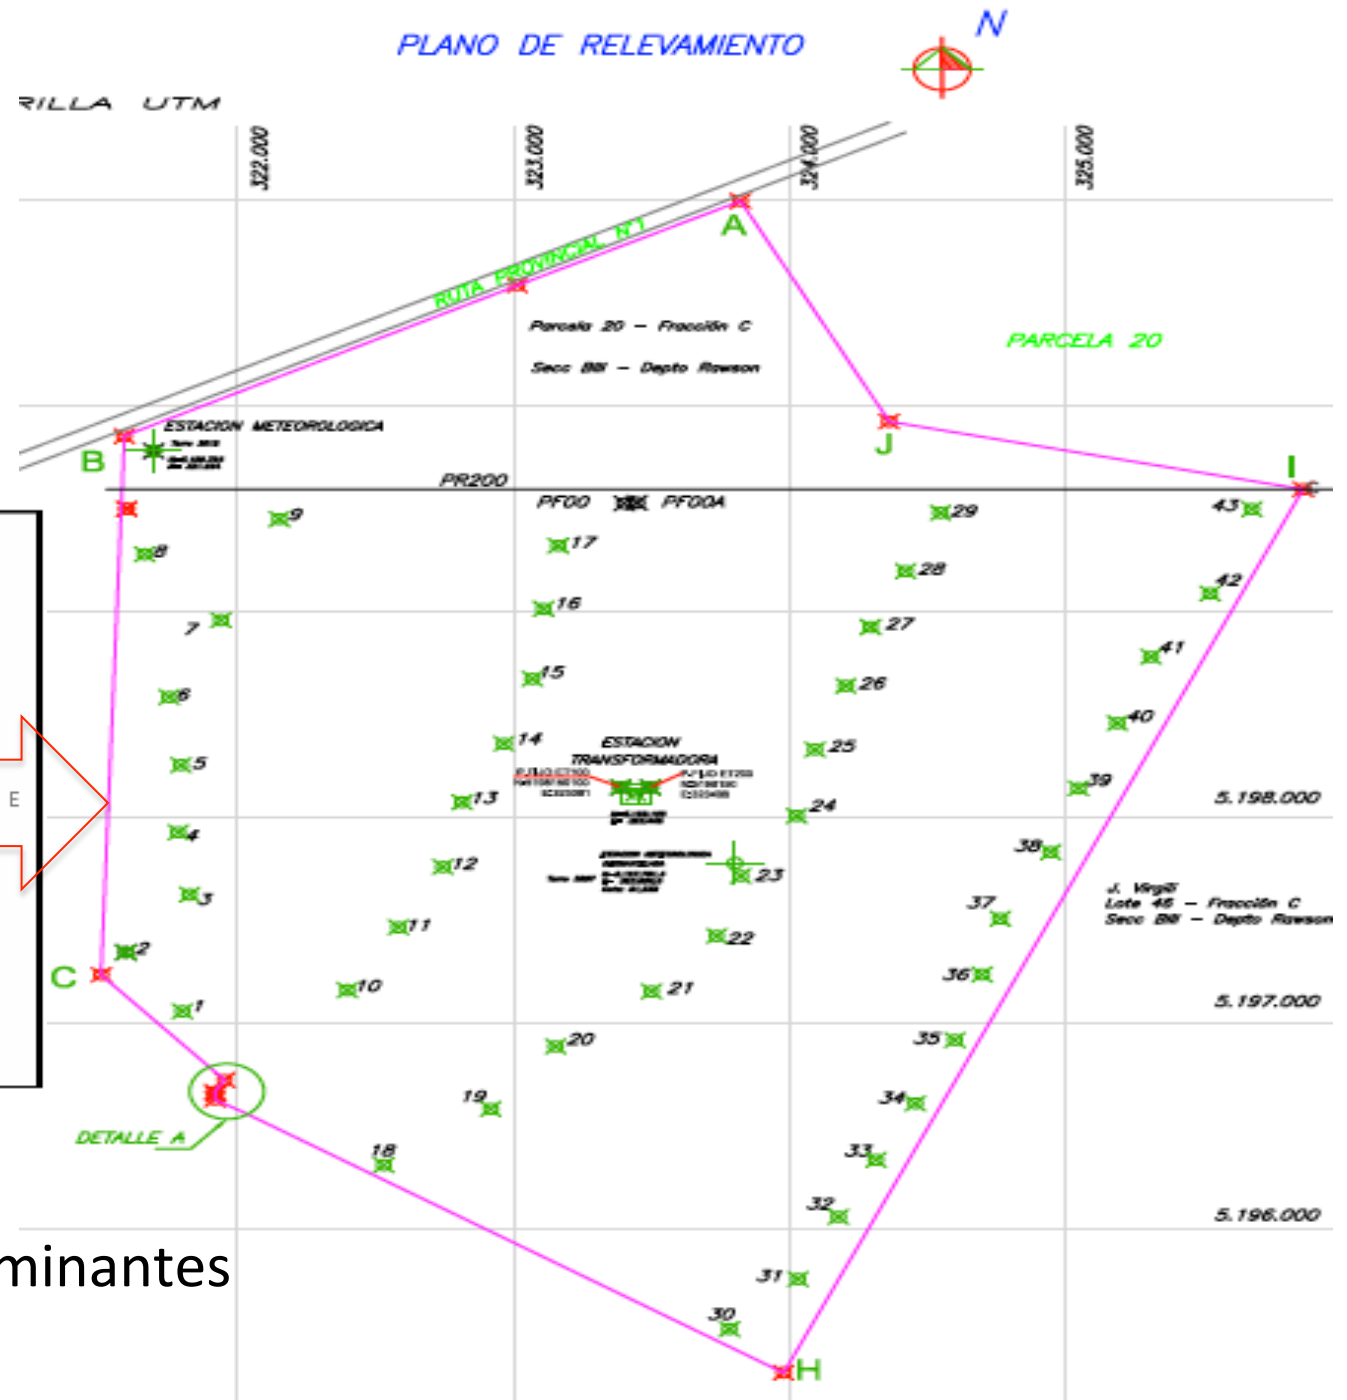 PLANO DE RELEVAMIENTO
N
RILLA UTM
322.000
323.000
324.000
325.000
RUTA PROVINCIAL N°1
A
Parcela 20 - Fracción C
Secc BIII - Depto Rawson
PARCELA 20
ESTACION METEOROLOGICA
B
J
I
PR200
PF00
PF00A
43
29
9
17
8
28
42
16
7
27
41
15
6
26
40
14
ESTACION
TRANSFORMADORA
25
5
39
E
13
5.198.000
24
4
38
12
23
J. Virgili
Lote 46 - Fracción C
Secc BIII - Depto Rawson
3
37
11
22
2
C
36
10
21
5.197.000
1
35
20
19
34
DETALLE A
18
33
32
5.196.000
minantes
31
30
H